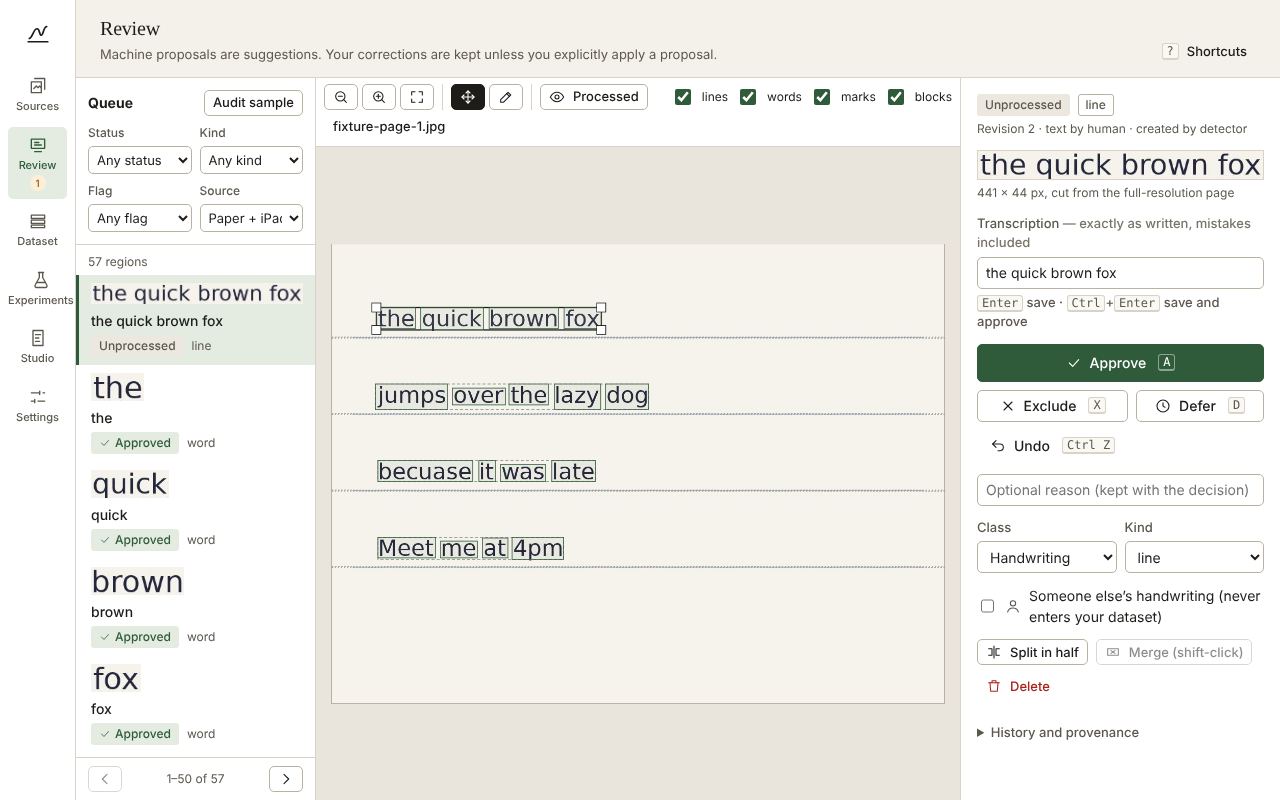 Review
Machine proposals are suggestions. Your corrections are kept unless you explicitly apply a proposal.
? Shortcuts
Sources
Review
1
Dataset
Experiments
Studio
Settings
Queue
Audit sample
Status Kind
Any status Any kind
Flag Source
Any flag Paper + iPad
57 regions
the quick brown fox
the quick brown fox
Unprocessed line
the
the
Approved word
quick
quick
Approved word
brown
brown
Approved word
fox
fox
Approved word
1–50 of 57
Processed
lines words marks blocks
fixture-page-1.jpg
the quick brown fox
jumps over the lazy dog
becuase it was late
Meet me at 4pm
Unprocessed line
Revision 2 · text by human · created by detector
the quick brown fox
441 × 44 px, cut from the full-resolution page
Transcription — exactly as written, mistakes
included
the quick brown fox
Enter save · Ctrl+Enter save and
approve
Approve A
Exclude X Defer D
Undo Ctrl Z
Optional reason (kept with the decision)
Class Kind
Handwriting line
Someone else’s handwriting (never
enters your dataset)
Split in half Merge (shift-click)
Delete
History and provenance